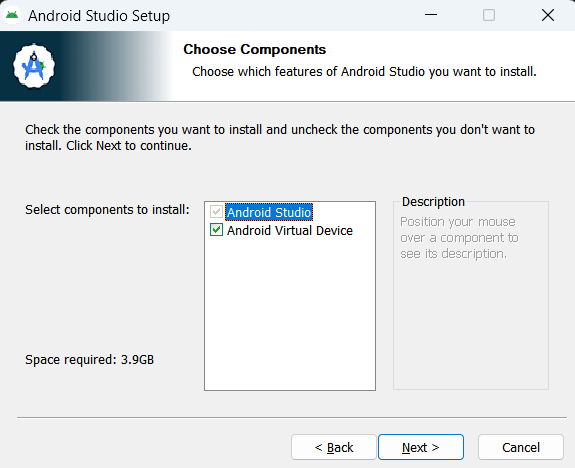 Android Studio Setup
Choose Components
Choose which features of Android Studio you want to install.
Check the components you want to install and uncheck the components you don't want to
install. Click Next to continue.
Select components to install:
Android Studio
Android Virtual Device
Description
Position your mouse
over a component to
see its description.
Space required: 3.9GB
< Back
Next >
Cancel